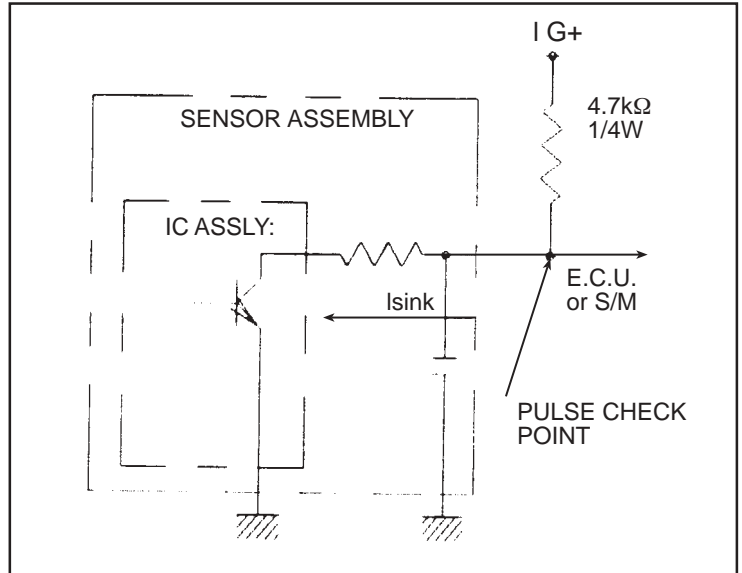 I G+
4.7kΩ
1/4W
SENSOR ASSEMBLY
IC ASSLY:
E.C.U.
or S/M
Isink
PULSE CHECK
POINT